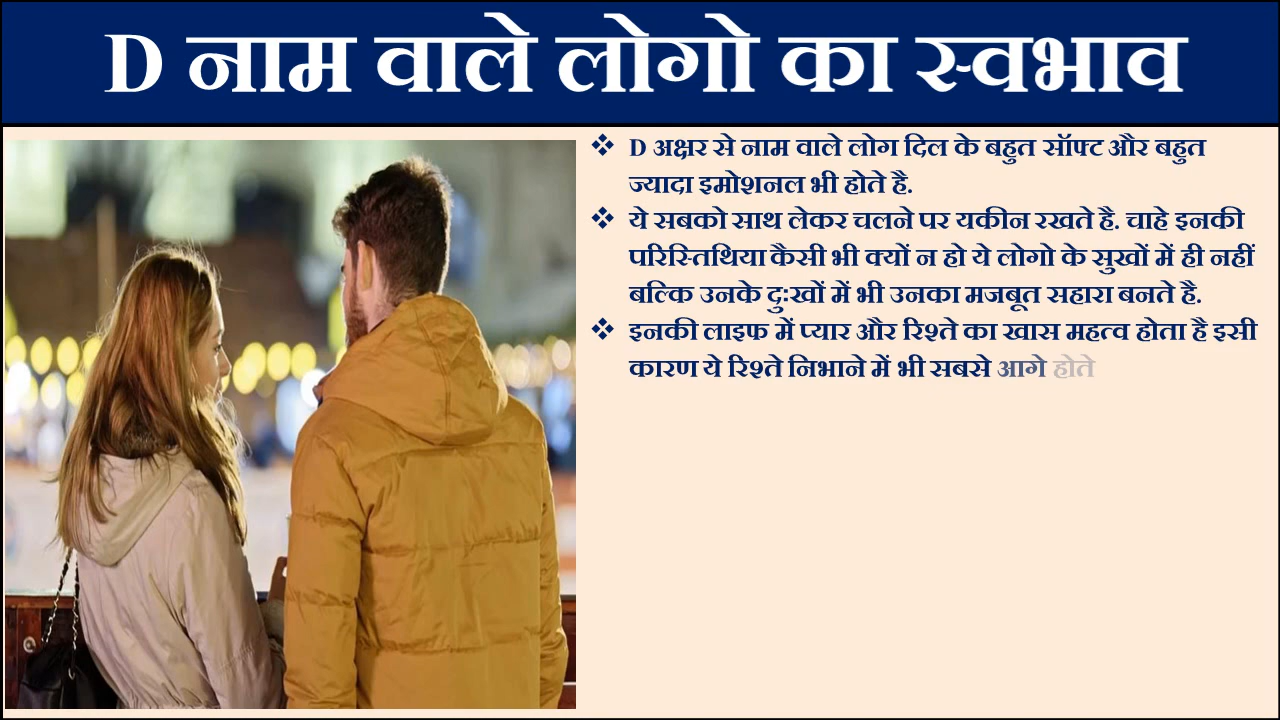 D नाम वाले लोगो का स्वभाव
❖ D अक्षर से नाम वाले लोग दिल के बहुत सॉफ्ट और बहुत
ज्यादा इमोशनल भी होते है.
❖ ये सबको साथ लेकर चलने पर यकीन रखते है. चाहे इनकी
परिस्तिथिया कैसी भी क्यों न हो ये लोगो के सुखों में ही नहीं
बल्कि उनके दुःखों में भी उनका मजबूत सहारा बनते है.
❖ इनकी लाइफ में प्यार और रिश्ते का खास महत्व होता है इसी
कारण ये रिश्ते निभाने में भी सबसे आगे होते